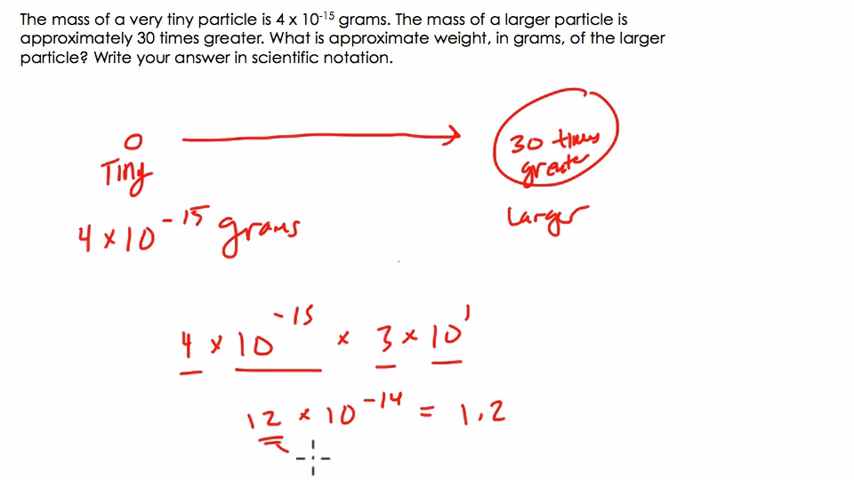 The mass of a very tiny particle is 4 x 10⁻¹⁵ grams. The mass of a larger particle is
approximately 30 times greater. What is approximate weight, in grams, of the larger
particle? Write your answer in scientific notation.
30 times
greater
Tiny
Larger
4 × 10⁻¹⁵ grams
4 × 10⁻¹⁵ × 3 × 10¹
12 × 10⁻¹⁴ = 1.2